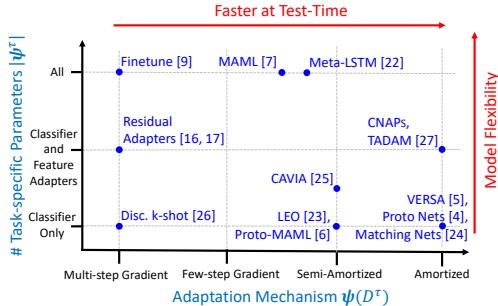 Faster at Test-Time
# Task-specific Parameters |ψ^τ|
Model Flexibility
All
Classifier
and
Feature
Adapters
Classifier
Only
Finetune [9]
MAML [7]
Meta-LSTM [22]
Residual
Adapters [16, 17]
CNAPs,
TADAM [27]
CAVIA [25]
Disc. k-shot [26]
LEO [23],
Proto-MAML [6]
VERSA [5],
Proto Nets [4],
Matching Nets [24]
Multi-step Gradient
Few-step Gradient
Semi-Amortized
Amortized
Adaptation Mechanism ψ(D^τ)